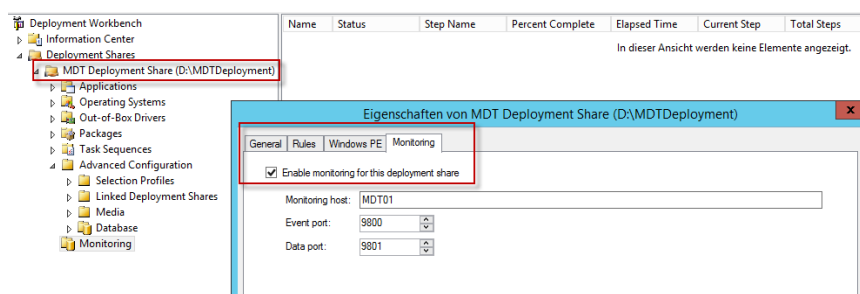 Deployment Workbench
Information Center
Deployment Shares
MDT Deployment Share (D:\MDTDeployment)
Applications
Operating Systems
Out-of-Box Drivers
Packages
Task Sequences
Advanced Configuration
Selection Profiles
Linked Deployment Shares
Media
Database
Monitoring
Name Status Step Name Percent Complete Elapsed Time Current Step Total Steps
In dieser Ansicht werden keine Elemente angezeigt.
Eigenschaften von MDT Deployment Share (D:\MDTDeployment) x
General Rules Windows PE Monitoring
Enable monitoring for this deployment share
Monitoring host: MDT01
Event port: 9800
Data port: 9801